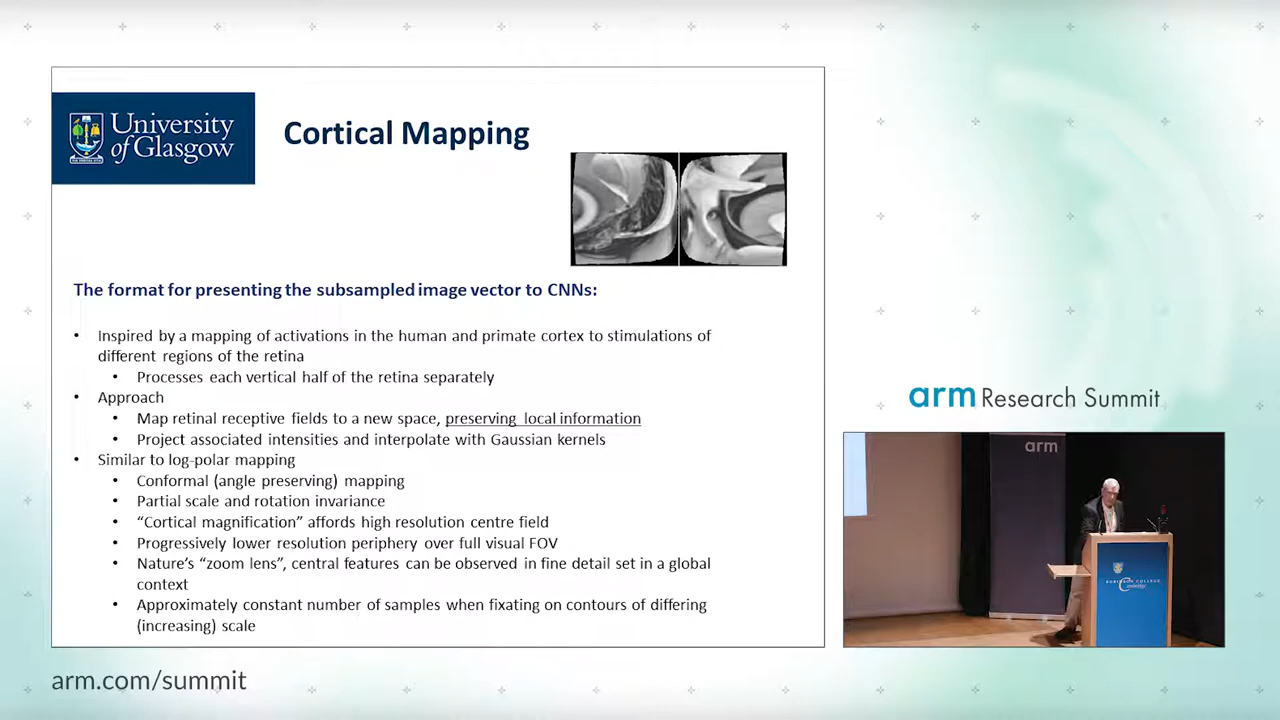 University
of Glasgow
Cortical Mapping
The format for presenting the subsampled image vector to CNNs:
• Inspired by a mapping of activations in the human and primate cortex to stimulations of
different regions of the retina
• Processes each vertical half of the retina separately
• Approach
• Map retinal receptive fields to a new space, preserving local information
• Project associated intensities and interpolate with Gaussian kernels
• Similar to log-polar mapping
• Conformal (angle preserving) mapping
• Partial scale and rotation invariance
• “Cortical magnification” affords high resolution centre field
• Progressively lower resolution periphery over full visual FOV
• Nature’s “zoom lens”, central features can be observed in fine detail set in a global
context
• Approximately constant number of samples when fixating on contours of differing
(increasing) scale
arm Research Summit
arm
ROBINSON COLLEGE
Cambridge
arm.com/summit